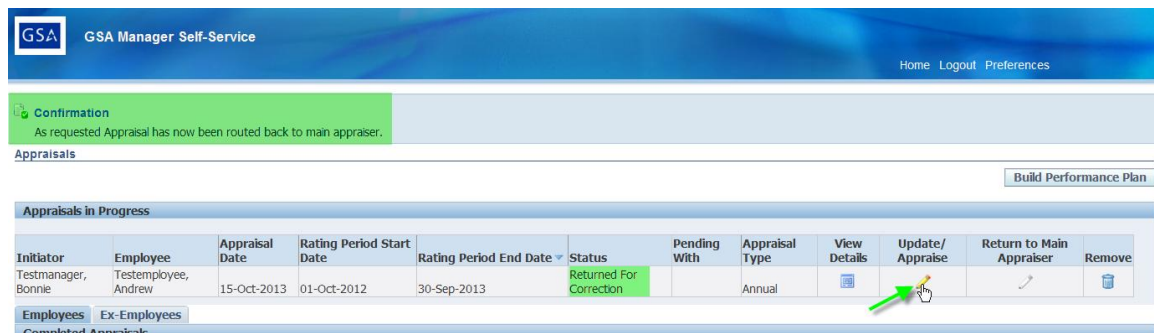 GSA GSA Manager Self-Service
Home Logout Preferences
Confirmation
As requested Appraisal has now been routed back to main appraiser.
Appraisals
Build Performance Plan
Appraisals in Progress
Initiator Employee Appraisal Date Rating Period Start Date Rating Period End Date Status Pending With Appraisal Type View Details Update/ Appraise Return to Main Appraiser Remove
Testmanager, Bonnie Testemployee, Andrew 15-Oct-2013 01-Oct-2012 30-Sep-2013 Returned For Correction Annual
Employees Ex-Employees
Completed Appraisals